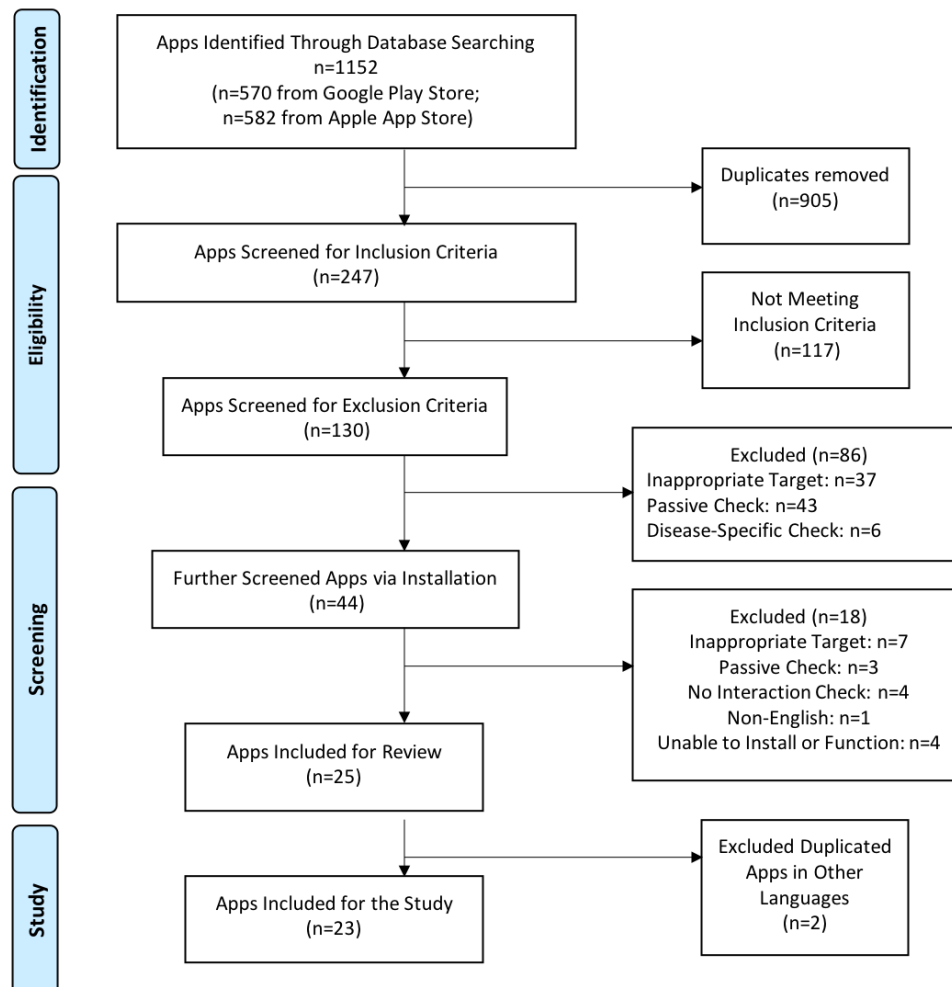 Identification
Apps Identified Through Database Searching
n=1152
(n=570 from Google Play Store;
n=582 from Apple App Store)
Duplicates removed
(n=905)
Eligibility
Apps Screened for Inclusion Criteria
(n=247)
Not Meeting
Inclusion Criteria
(n=117)
Apps Screened for Exclusion Criteria
(n=130)
Excluded (n=86)
Inappropriate Target: n=37
Passive Check: n=43
Disease-Specific Check: n=6
Screening
Further Screened Apps via Installation
(n=44)
Excluded (n=18)
Inappropriate Target: n=7
Passive Check: n=3
No Interaction Check: n=4
Non-English: n=1
Unable to Install or Function: n=4
Apps Included for Review
(n=25)
Study
Excluded Duplicated
Apps in Other
Languages
(n=2)
Apps Included for the Study
(n=23)